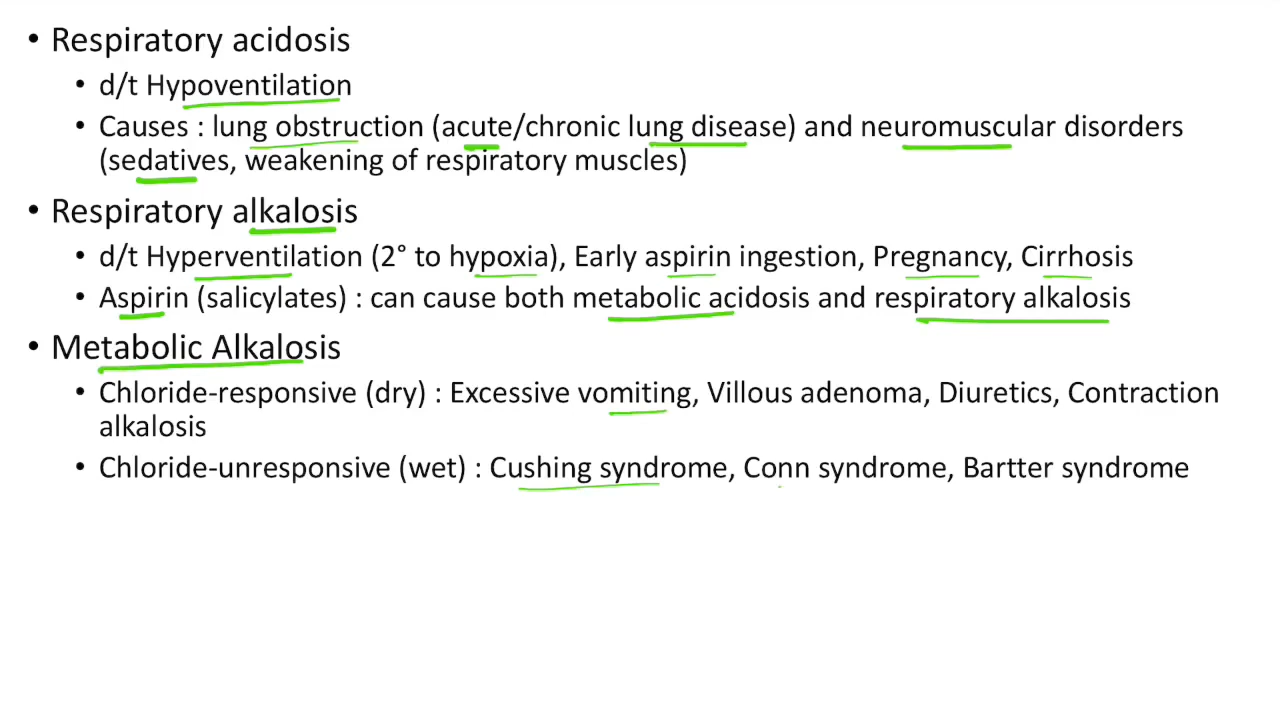 • Respiratory acidosis
• d/t Hypoventilation
• Causes : lung obstruction (acute/chronic lung disease) and neuromuscular disorders
(sedatives, weakening of respiratory muscles)
• Respiratory alkalosis
• d/t Hyperventilation (2° to hypoxia), Early aspirin ingestion, Pregnancy, Cirrhosis
• Aspirin (salicylates) : can cause both metabolic acidosis and respiratory alkalosis
• Metabolic Alkalosis
• Chloride-responsive (dry) : Excessive vomiting, Villous adenoma, Diuretics, Contraction
alkalosis
• Chloride-unresponsive (wet) : Cushing syndrome, Conn syndrome, Bartter syndrome